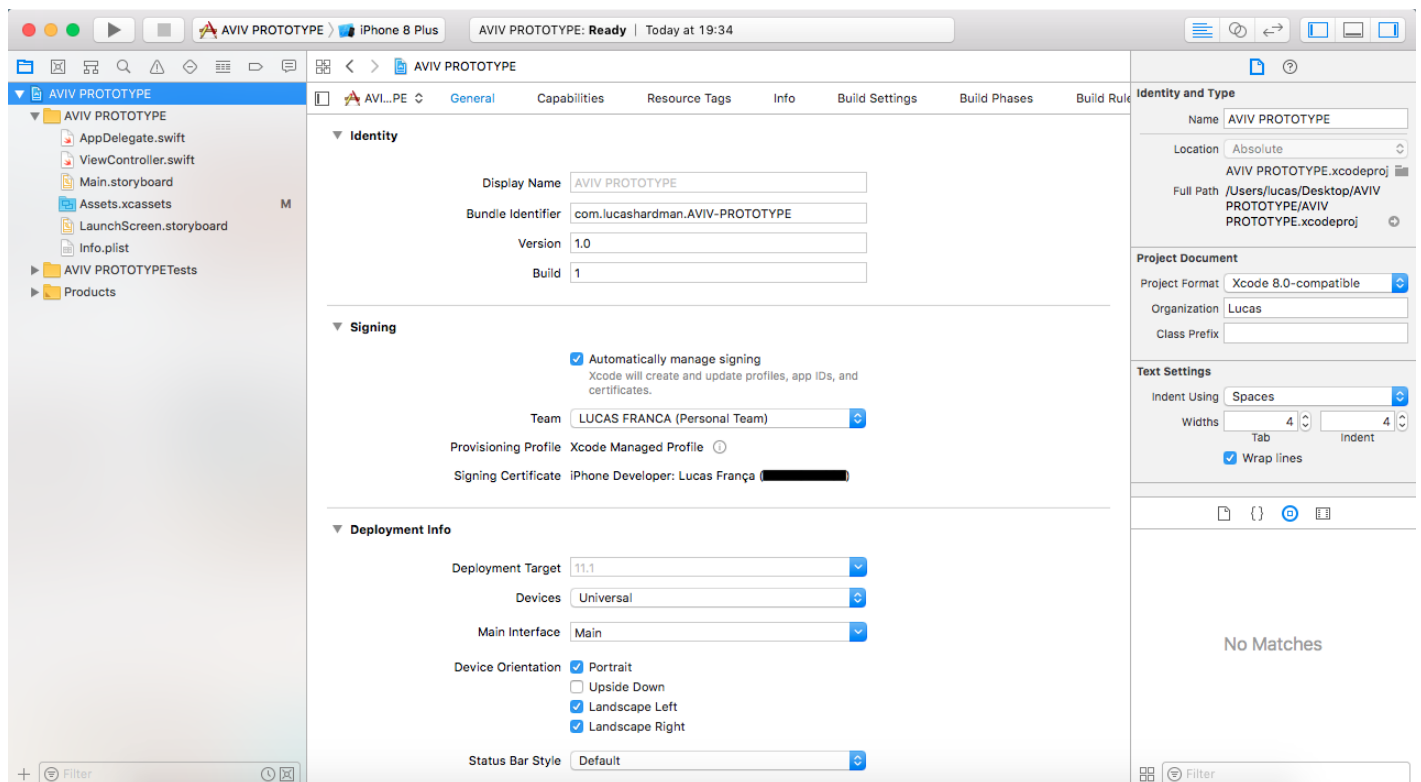 AVIV PROTOTYPE
iPhone 8 Plus
AVIV PROTOTYPE: Ready | Today at 19:34
AVIV PROTOTYPE
AVIV PROTOTYPE
AppDelegate.swift
ViewController.swift
Main.storyboard
Assets.xcassets M
LaunchScreen.storyboard
Info.plist
AVIV PROTOTYPETests
Products
Filter
AVIV PROTOTYPE
AVI...PE General Capabilities Resource Tags Info Build Settings Build Phases Build Rule
Identity
Display Name AVIV PROTOTYPE
Bundle Identifier com.lucashardman.AVIV-PROTOTYPE
Version 1.0
Build 1
Signing
Automatically manage signing
Xcode will create and update profiles, app IDs, and
certificates.
Team LUCAS FRANCA (Personal Team)
Provisioning Profile Xcode Managed Profile
Signing Certificate iPhone Developer: Lucas França ( )
Deployment Info
Deployment Target 11.1
Devices Universal
Main Interface Main
Device Orientation Portrait
Upside Down
Landscape Left
Landscape Right
Status Bar Style Default
Identity and Type
Name AVIV PROTOTYPE
Location Absolute
AVIV PROTOTYPE.xcodeproj
Full Path /Users/lucas/Desktop/AVIV
PROTOTYPE/AVIV
PROTOTYPE.xcodeproj
Project Document
Project Format Xcode 8.0-compatible
Organization Lucas
Class Prefix
Text Settings
Indent Using Spaces
Widths 4 4
Tab Indent
Wrap lines
{}
No Matches
Filter